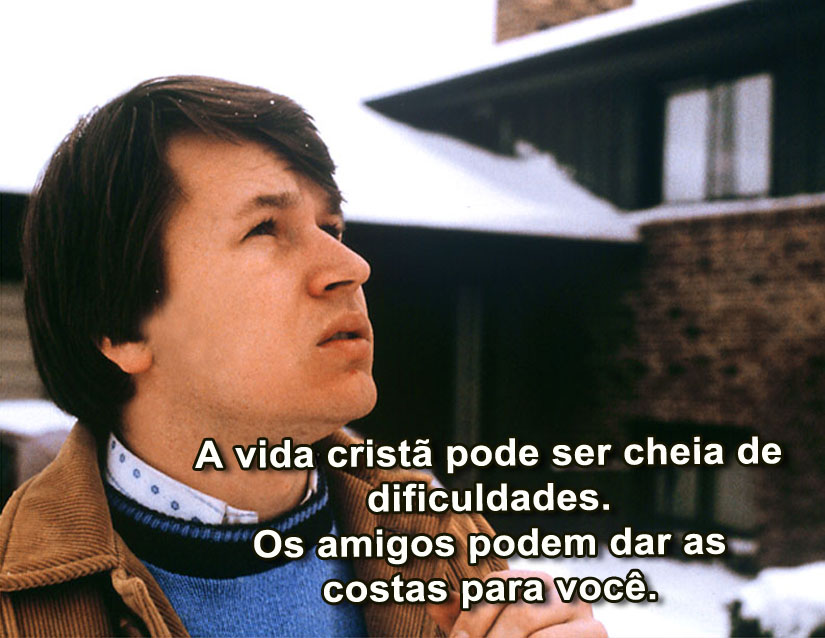 A vida cristã pode ser cheia de
dificuldades.
Os amigos podem dar as
costas para você.